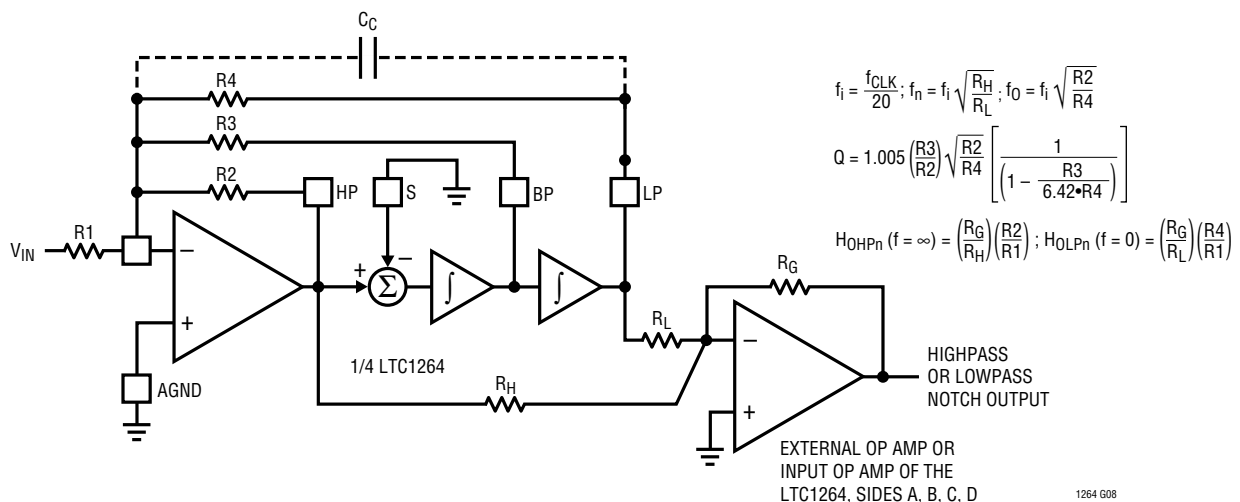 C_C
R4
R3
R2
HP
S
BP
LP
R1
V_IN
−
+
AGND
+
−
Σ
∫
∫
1/4 LTC1264
R_H
R_L
R_G
−
+
HIGHPASS
OR LOWPASS
NOTCH OUTPUT
EXTERNAL OP AMP OR
INPUT OP AMP OF THE
LTC1264, SIDES A, B, C, D
f_i = f_CLK/20 ; f_n = f_i √(R_H/R_L) ; f_O = f_i √(R2/R4)
Q = 1.005 (R3/R2) √(R2/R4) [1/(1 − R3/(6.42•R4))]
H_OHPn (f = ∞) = (R_G/R_H)(R2/R1) ; H_OLPn (f = 0) = (R_G/R_L)(R4/R1)
1264 G08